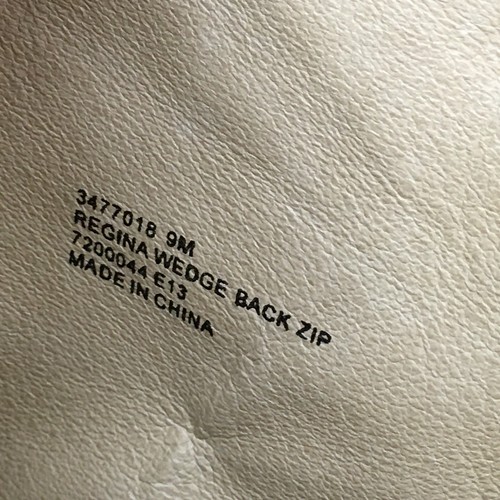 3477018 9M
REGINA WEDGE BACK ZIP
7200044 E13
MADE IN CHINA